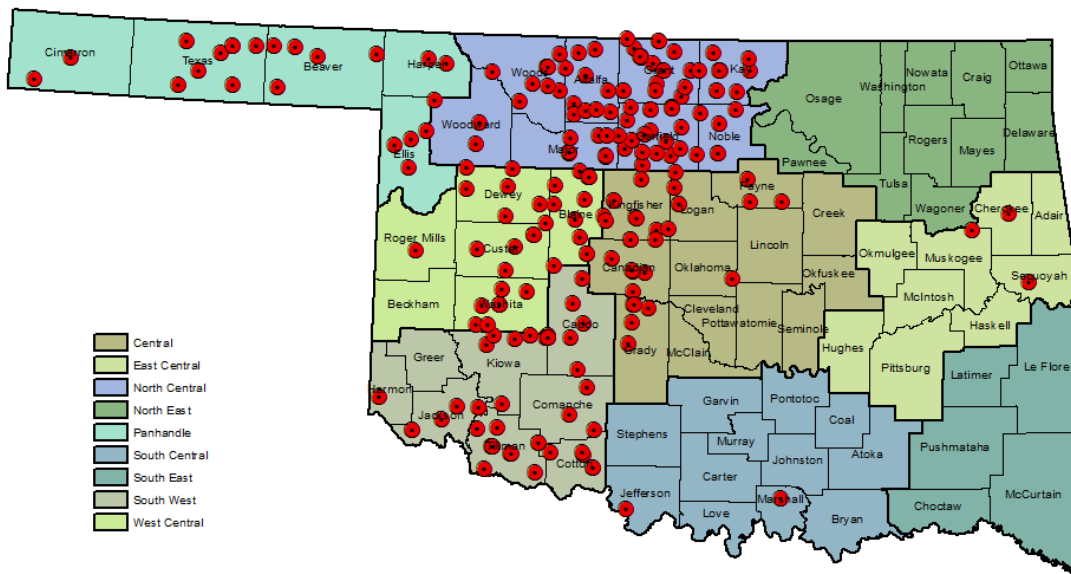 Cimarron
Texas
Beaver
Harper
Woods
Alfalfa
Grant
Kay
Osage
Washington
Nowata
Craig
Ottawa
Rogers
Mayes
Delaware
Woodward
Major
Garfield
Noble
Pawnee
Tulsa
Wagoner
Ellis
Dewey
Blaine
Kingfisher
Logan
Payne
Creek
Cherokee
Adair
Roger Mills
Custer
Canadian
Oklahoma
Lincoln
Okfuskee
Okmulgee
Muskogee
Sequoyah
McIntosh
Beckham
Washita
Caddo
Grady
McClain
Cleveland
Pottawatomie
Seminole
Hughes
Haskell
Pittsburg
Latimer
Le Flore
Greer
Kiowa
Harmon
Jackson
Comanche
Tillman
Cotton
Stephens
Garvin
Pontotoc
Murray
Coal
Atoka
Pushmataha
Carter
Johnston
Jefferson
Love
Marshall
Bryan
Choctaw
McCurtain
Central
East Central
North Central
North East
Panhandle
South Central
South East
South West
West Central